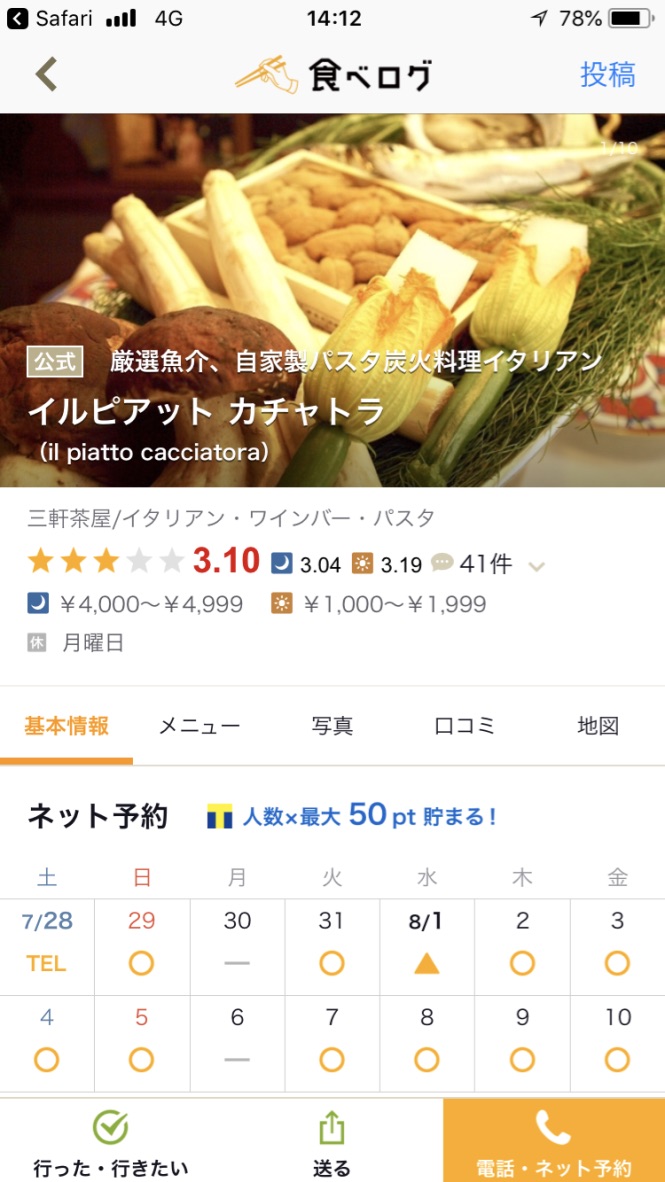 Safari 4G 14:12 78%
食べログ 投稿
1/10
公式 厳選魚介、自家製パスタ炭火料理イタリアン
イルピアット カチャトラ
（il piatto cacciatora）
三軒茶屋/イタリアン・ワインバー・パスタ
3.10 3.04 3.19 41件
￥4,000～￥4,999 ￥1,000～￥1,999
休 月曜日
基本情報 メニュー 写真 口コミ 地図
ネット予約 T 人数×最大 50 pt 貯まる！
土 日 月 火 水 木 金
7/28 29 30 31 8/1 2 3
TEL
4 5 6 7 8 9 10
行った・行きたい 送る 電話・ネット予約